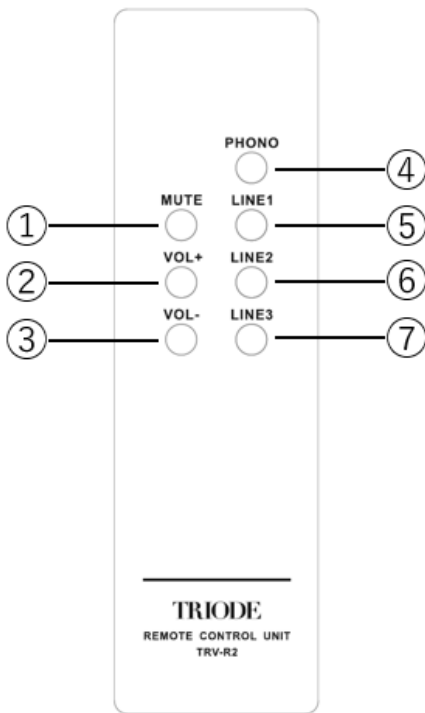 PHONO
④
MUTE LINE1
① ⑤
VOL+ LINE2
② ⑥
VOL- LINE3
③ ⑦
TRIODE
REMOTE CONTROL UNIT
TRV-R2